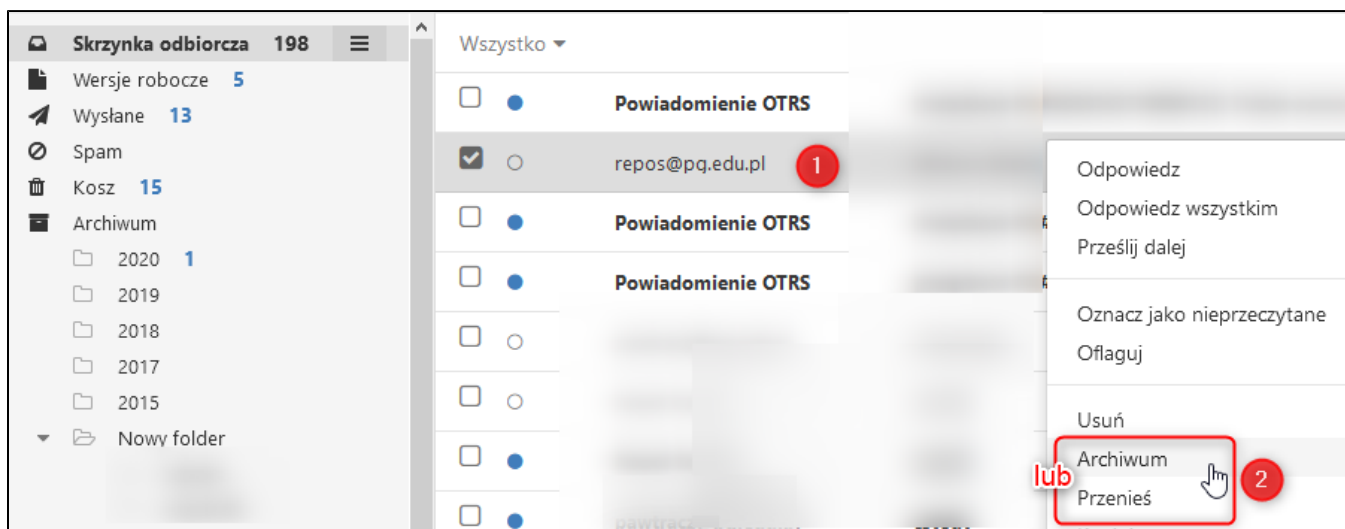 Skrzynka odbiorcza 198
Wersje robocze 5
Wysłane 13
Spam
Kosz 15
Archiwum
2020 1
2019
2018
2017
2015
Nowy folder
Wszystko
Powiadomienie OTRS
repos@pq.edu.pl 1
Powiadomienie OTRS
Powiadomienie OTRS
Odpowiedz
Odpowiedz wszystkim
Prześlij dalej
Oznacz jako nieprzeczytane
Oflaguj
Usuń
Archiwum
lub
2
Przenieś